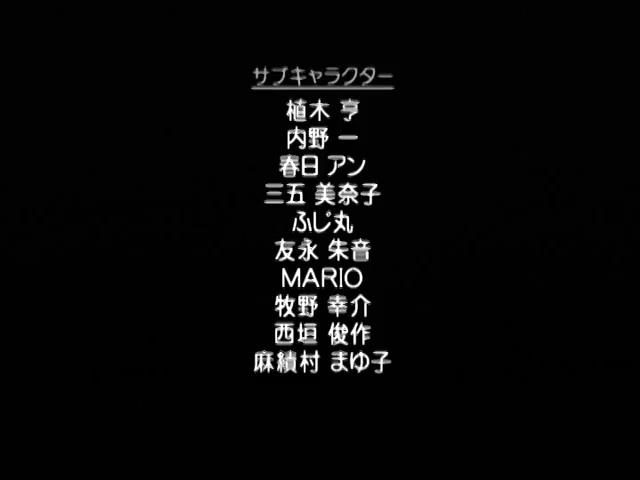 サブキャラクター
植木 亨
内野 一
春日 アン
三五 美奈子
ふじ丸
友永 朱音
MARIO
牧野 幸介
西垣 俊作
麻績村 まゆ子